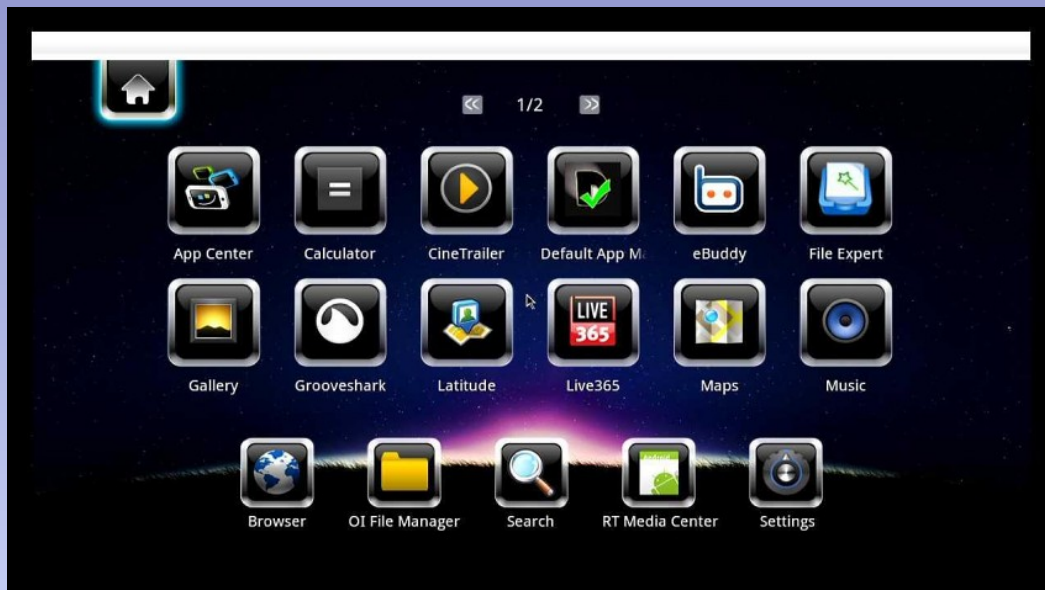 1/2
App Center
Calculator
CineTrailer
Default App Ma
eBuddy
File Expert
LIVE
365
Gallery
Grooveshark
Latitude
Live365
Maps
Music
Android
Browser
OI File Manager
Search
RT Media Center
Settings